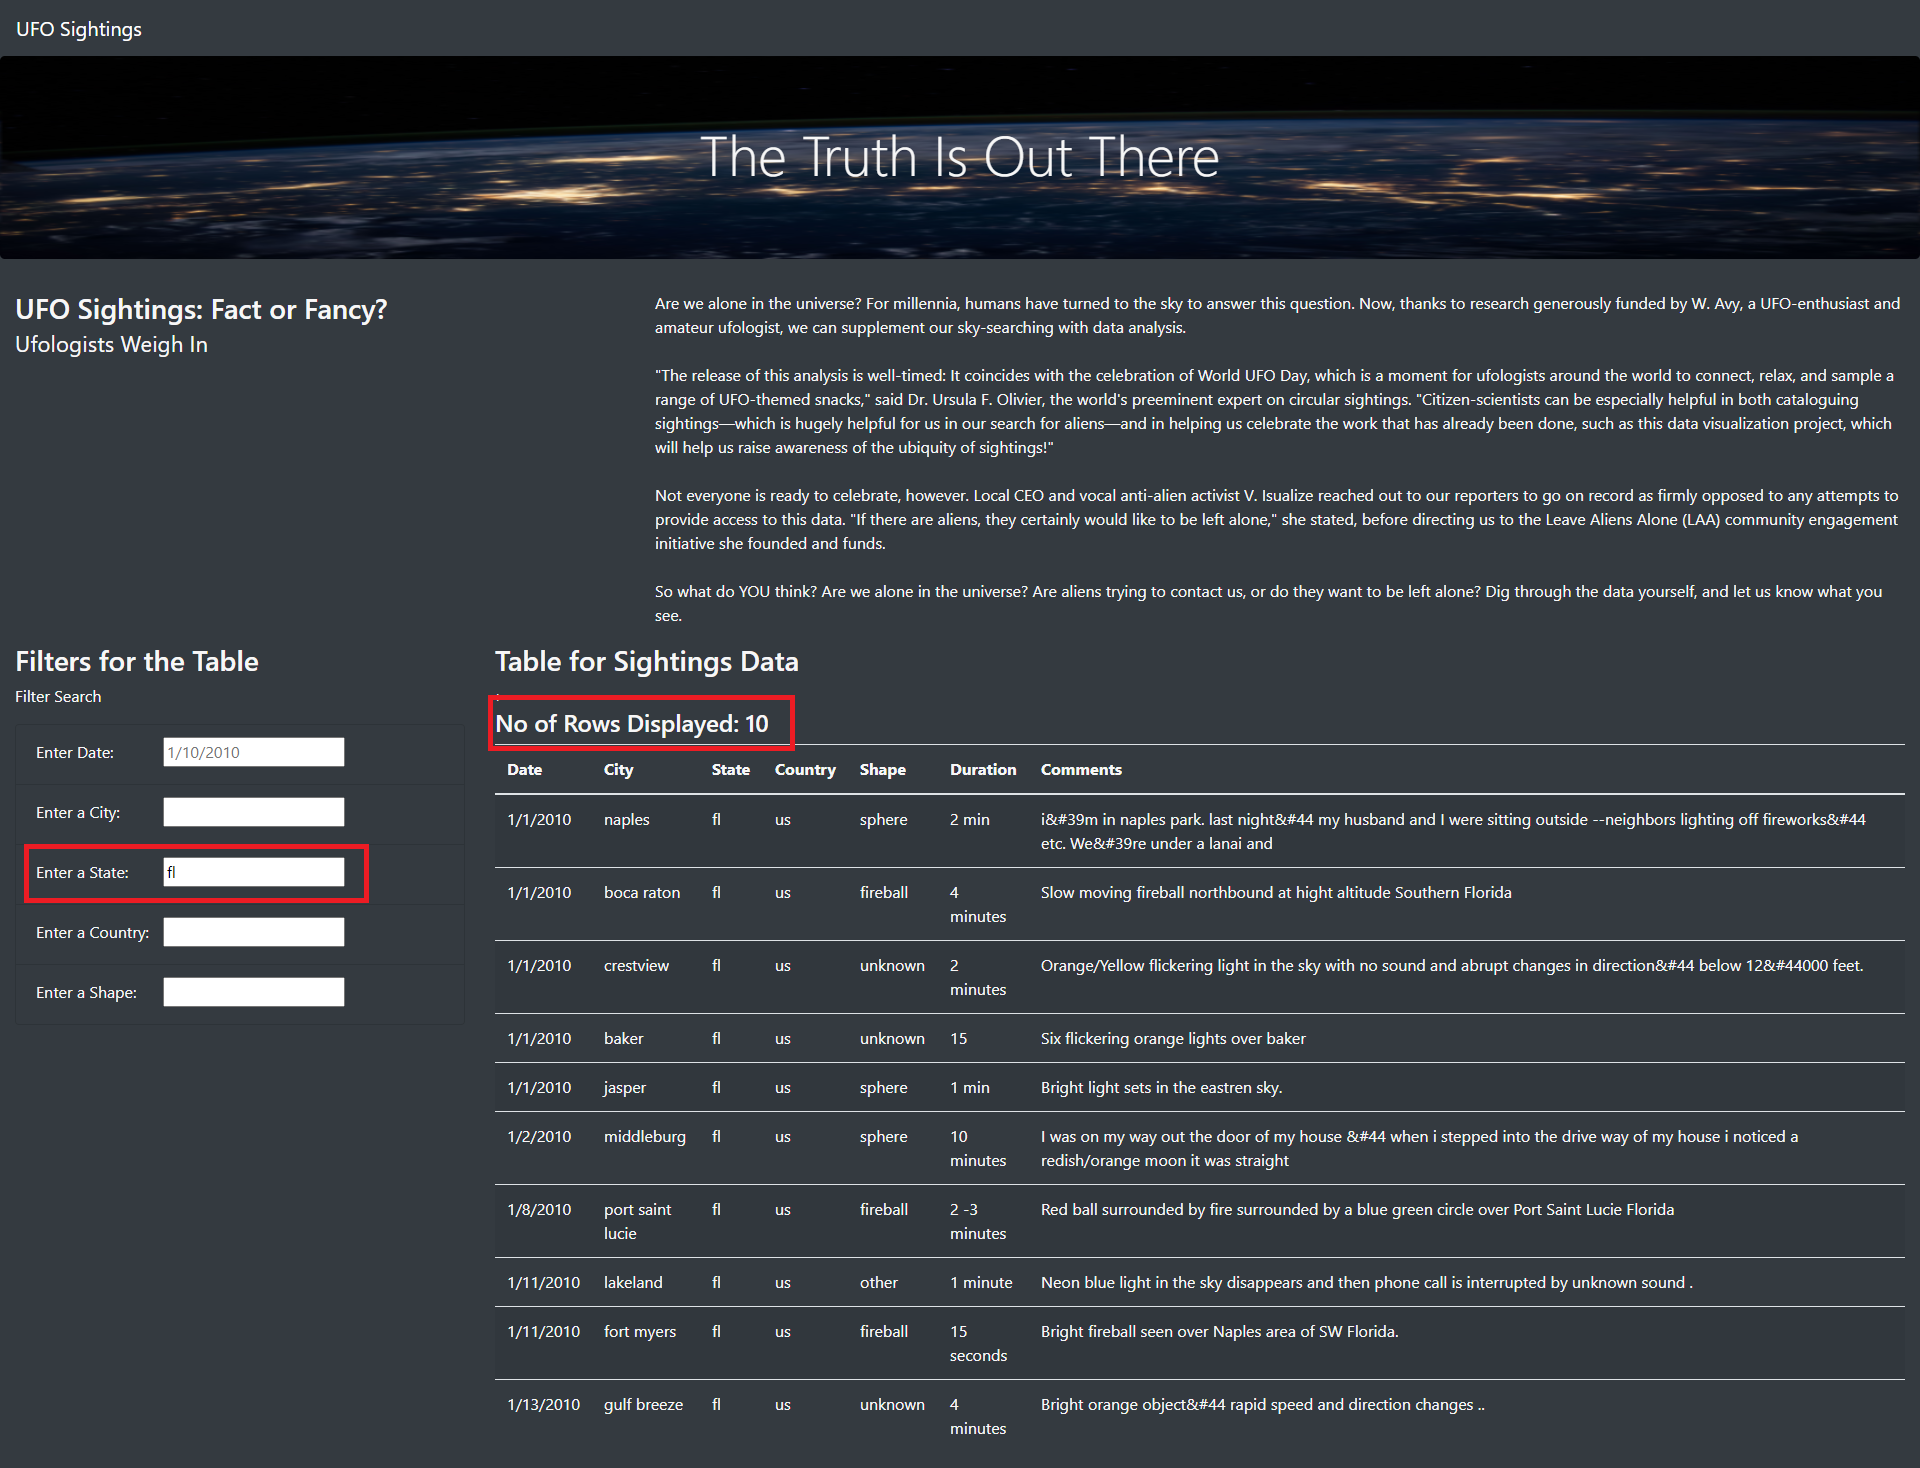 UFO Sightings
The Truth Is Out There
UFO Sightings: Fact or Fancy?
Ufologists Weigh In
Are we alone in the universe? For millennia, humans have turned to the sky to answer this question. Now, thanks to research generously funded by W. Avy, a UFO-enthusiast and
amateur ufologist, we can supplement our sky-searching with data analysis.
"The release of this analysis is well-timed: It coincides with the celebration of World UFO Day, which is a moment for ufologists around the world to connect, relax, and sample a
range of UFO-themed snacks," said Dr. Ursula F. Olivier, the world's preeminent expert on circular sightings. "Citizen-scientists can be especially helpful in both cataloguing
sightings—which is hugely helpful for us in our search for aliens—and in helping us celebrate the work that has already been done, such as this data visualization project, which
will help us raise awareness of the ubiquity of sightings!"
Not everyone is ready to celebrate, however. Local CEO and vocal anti-alien activist V. Isualize reached out to our reporters to go on record as firmly opposed to any attempts to
provide access to this data. "If there are aliens, they certainly would like to be left alone," she stated, before directing us to the Leave Aliens Alone (LAA) community engagement
initiative she founded and funds.
So what do YOU think? Are we alone in the universe? Are aliens trying to contact us, or do they want to be left alone? Dig through the data yourself, and let us know what you
see.
Filters for the Table
Filter Search
Enter Date: 1/10/2010
Enter a City:
Enter a State: fl
Enter a Country:
Enter a Shape:
Table for Sightings Data
No of Rows Displayed: 10
Date City State Country Shape Duration Comments
1/1/2010 naples fl us sphere 2 min i&#39m in naples park. last night&#44 my husband and I were sitting outside --neighbors lighting off fireworks&#44
etc. We&#39re under a lanai and
1/1/2010 boca raton fl us fireball 4 Slow moving fireball northbound at hight altitude Southern Florida
minutes
1/1/2010 crestview fl us unknown 2 Orange/Yellow flickering light in the sky with no sound and abrupt changes in direction&#44 below 12&#44000 feet.
minutes
1/1/2010 baker fl us unknown 15 Six flickering orange lights over baker
1/1/2010 jasper fl us sphere 1 min Bright light sets in the eastren sky.
1/2/2010 middleburg fl us sphere 10 I was on my way out the door of my house &#44 when i stepped into the drive way of my house i noticed a
minutes redish/orange moon it was straight
1/8/2010 port saint fl us fireball 2 -3 Red ball surrounded by fire surrounded by a blue green circle over Port Saint Lucie Florida
lucie minutes
1/11/2010 lakeland fl us other 1 minute Neon blue light in the sky disappears and then phone call is interrupted by unknown sound .
1/11/2010 fort myers fl us fireball 15 Bright fireball seen over Naples area of SW Florida.
seconds
1/13/2010 gulf breeze fl us unknown 4 Bright orange object&#44 rapid speed and direction changes ..
minutes